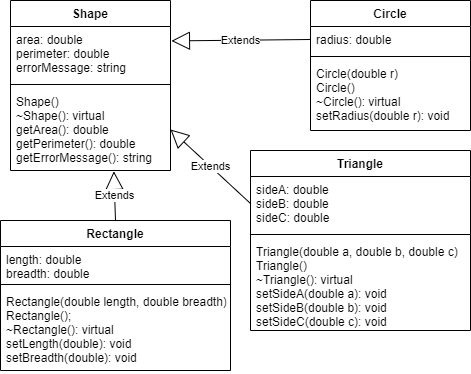 Shape
area: double
perimeter: double
errorMessage: string
Shape()
~Shape(): virtual
getArea(): double
getPerimeter(): double
getErrorMessage(): string
Extends
Circle
radius: double
Circle(double r)
Circle()
~Circle(): virtual
setRadius(double r): void
Extends
Triangle
sideA: double
sideB: double
sideC: double
Triangle(double a, double b, double c)
Triangle()
~Triangle(): virtual
setSideA(double a): void
setSideB(double b): void
setSideC(double c): void
Extends
Rectangle
length: double
breadth: double
Rectangle(double length, double breadth)
Rectangle();
~Rectangle(): virtual
setLength(double): void
setBreadth(double): void